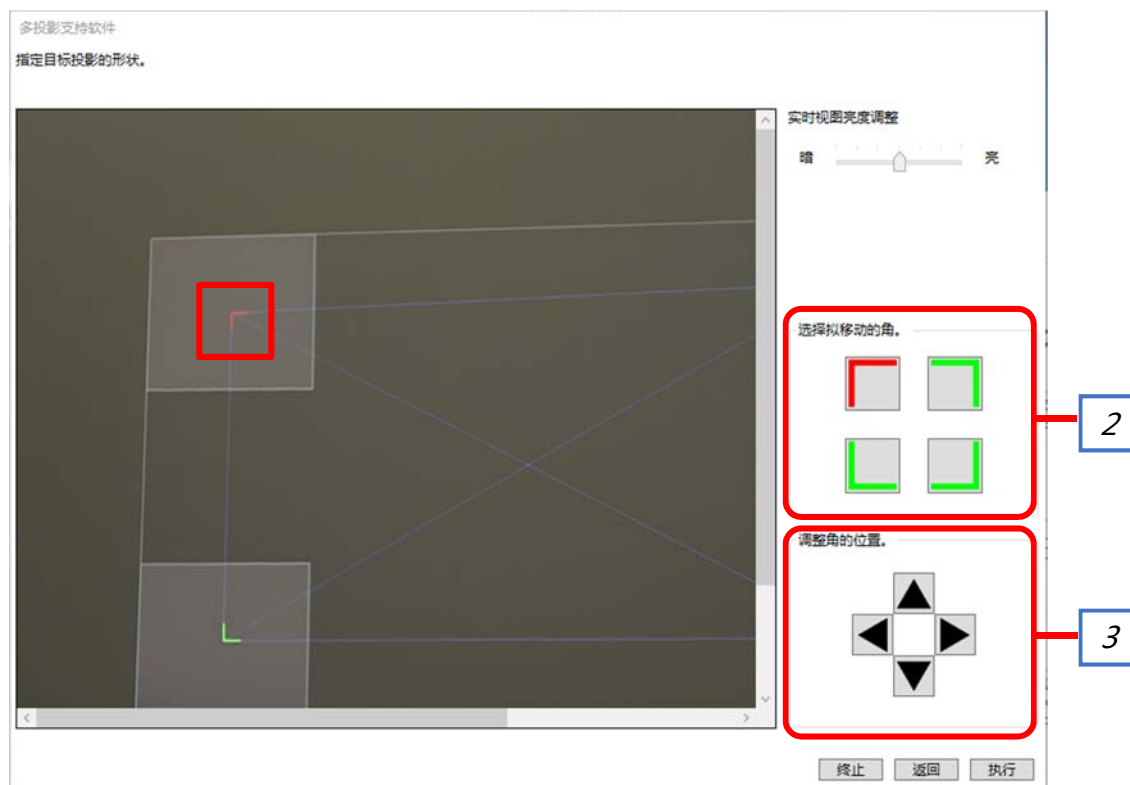 多投影支持软件
指定目标投影的形状。
实时视图亮度调整
暗 亮
选择拟移动的角。
2
调整角的位置。
3
终止 返回 执行